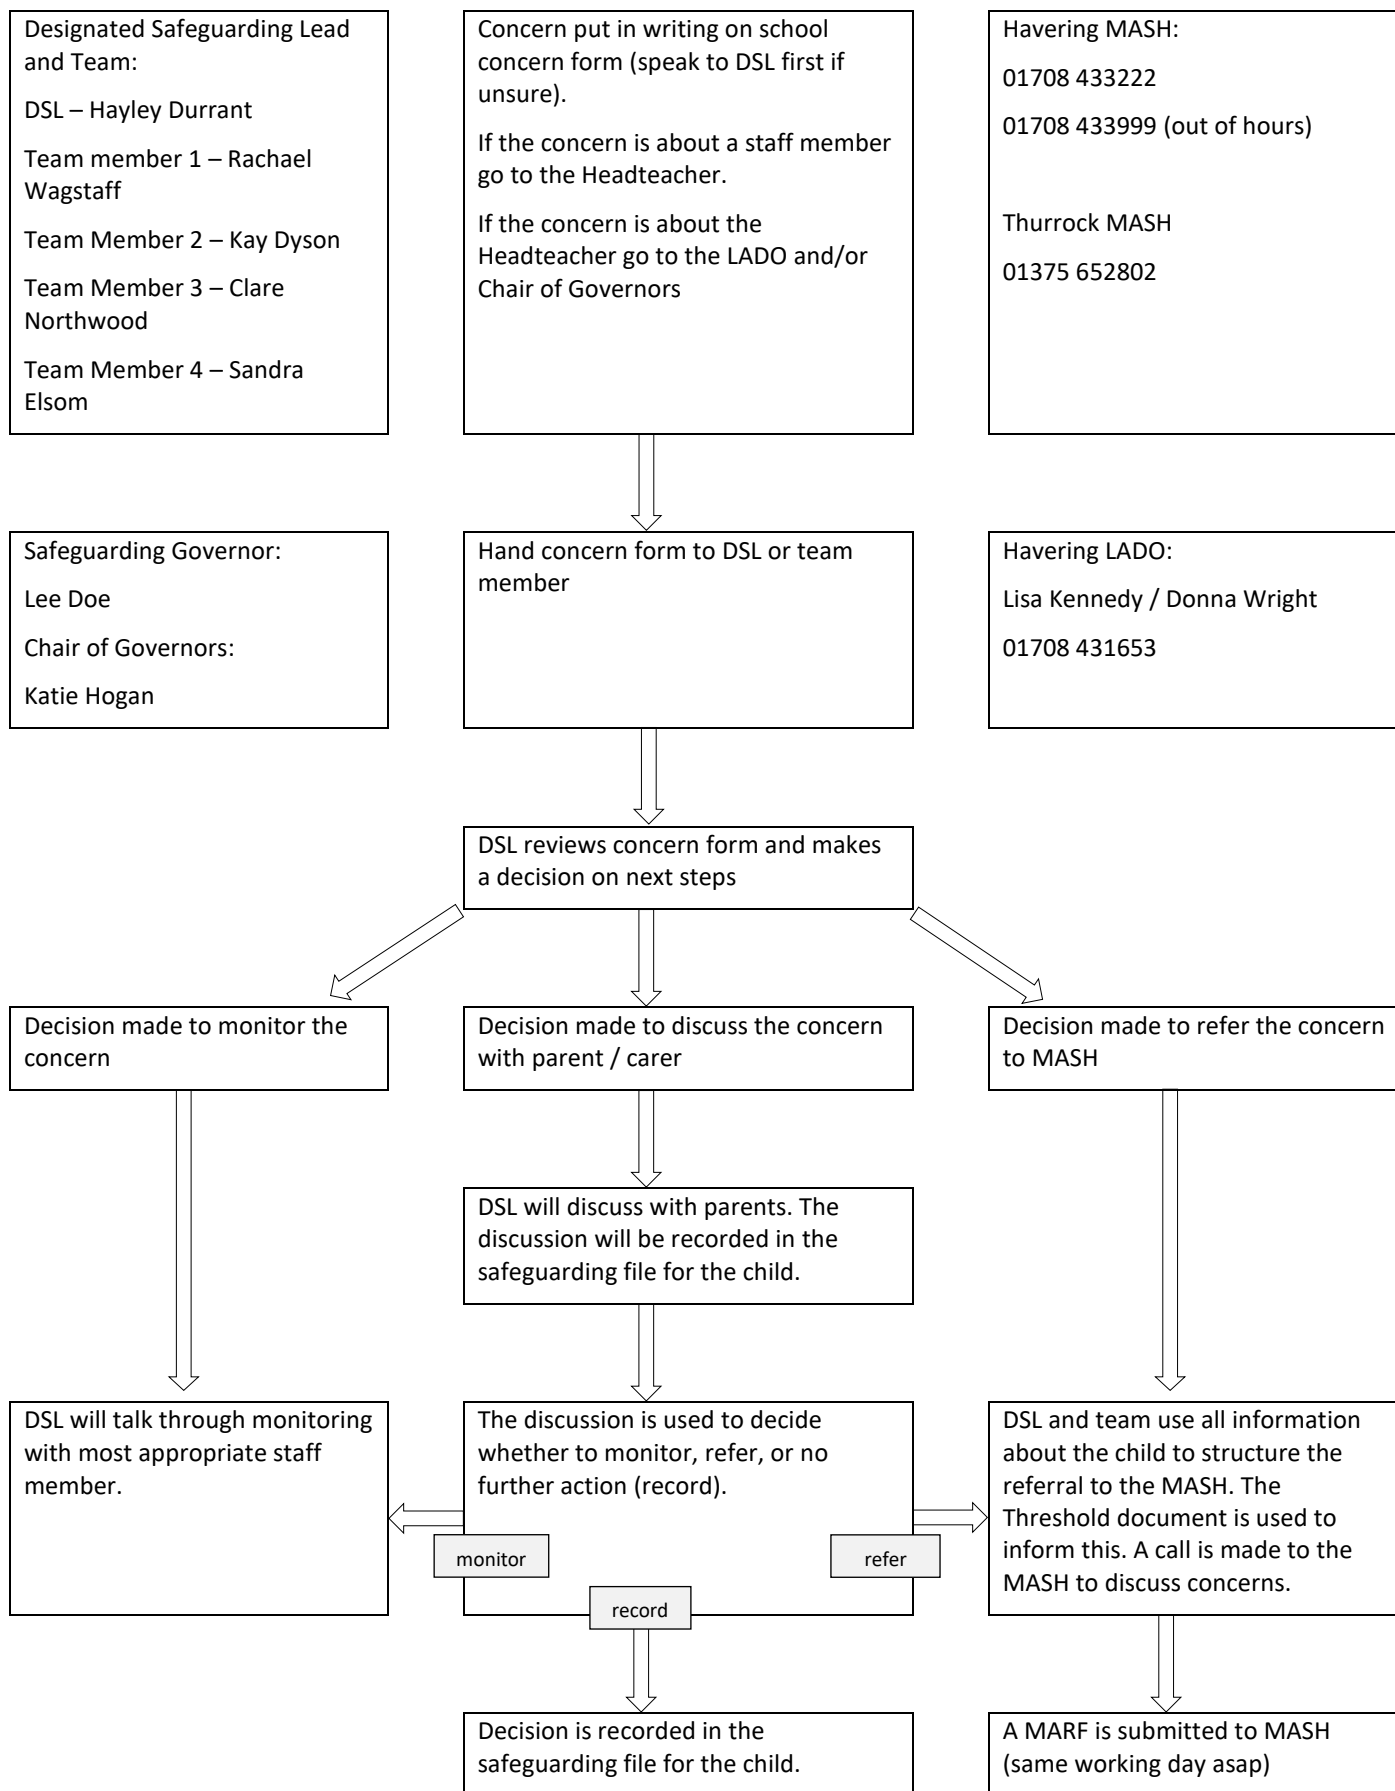 Designated Safeguarding Lead
and Team:
DSL – Hayley Durrant
Team member 1 – Rachael
Wagstaff
Team Member 2 – Kay Dyson
Team Member 3 – Clare
Northwood
Team Member 4 – Sandra
Elsom
Concern put in writing on school
concern form (speak to DSL first if
unsure).
If the concern is about a staff member
go to the Headteacher.
If the concern is about the
Headteacher go to the LADO and/or
Chair of Governors
Havering MASH:
01708 433222
01708 433999 (out of hours)
Thurrock MASH
01375 652802
Safeguarding Governor:
Lee Doe
Chair of Governors:
Katie Hogan
Hand concern form to DSL or team
member
Havering LADO:
Lisa Kennedy / Donna Wright
01708 431653
DSL reviews concern form and makes
a decision on next steps
Decision made to monitor the
concern
Decision made to discuss the concern
with parent / carer
Decision made to refer the concern
to MASH
DSL will discuss with parents. The
discussion will be recorded in the
safeguarding file for the child.
DSL will talk through monitoring
with most appropriate staff
member.
The discussion is used to decide
whether to monitor, refer, or no
further action (record).
monitor
refer
record
DSL and team use all information
about the child to structure the
referral to the MASH. The
Threshold document is used to
inform this. A call is made to the
MASH to discuss concerns.
Decision is recorded in the
safeguarding file for the child.
A MARF is submitted to MASH
(same working day asap)